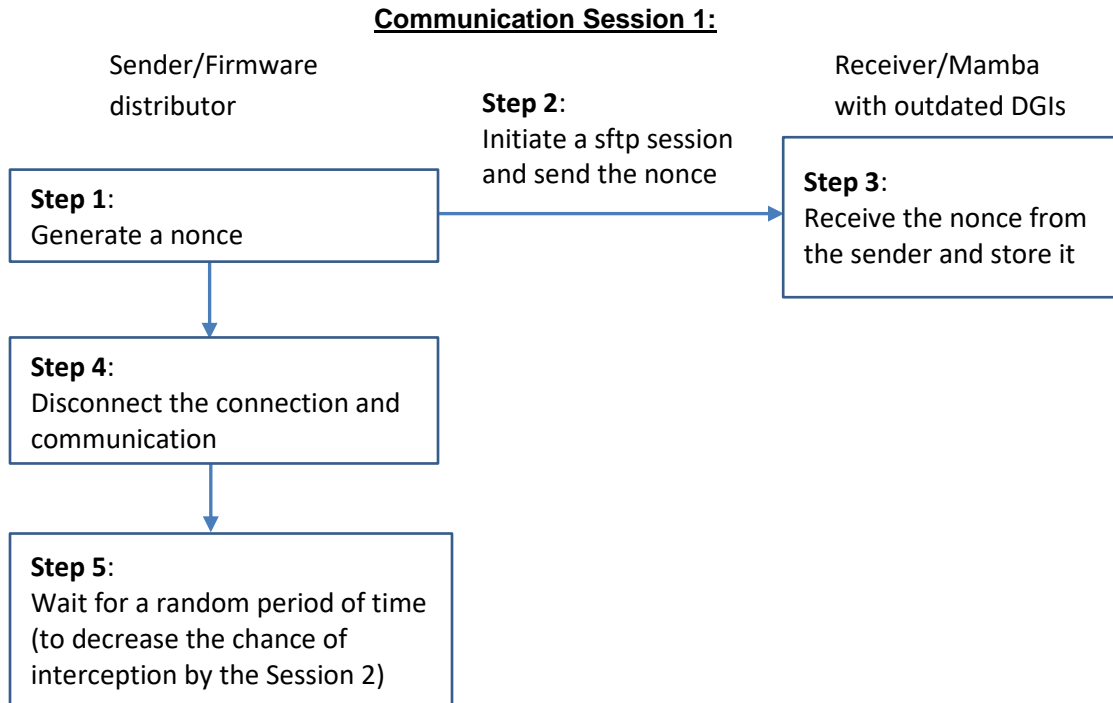 Communication Session 1:
Sender/Firmware
distributor
Receiver/Mamba
with outdated DGIs
Step 2:
Initiate a sftp session
and send the nonce
Step 1:
Generate a nonce
Step 3:
Receive the nonce from
the sender and store it
Step 4:
Disconnect the connection and
communication
Step 5:
Wait for a random period of time
(to decrease the chance of
interception by the Session 2)